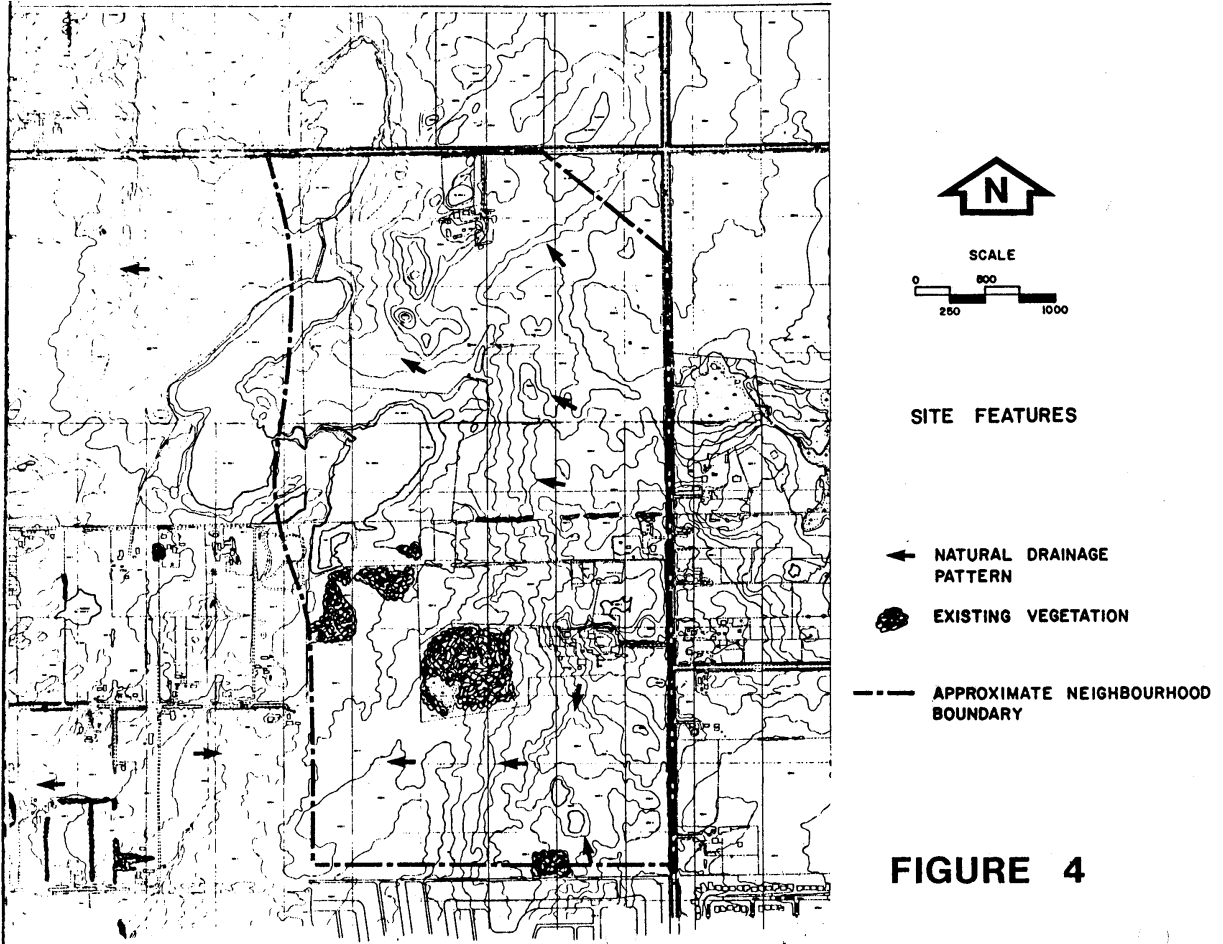 N
SCALE
0 500
250 1000
SITE FEATURES
NATURAL DRAINAGE
PATTERN
EXISTING VEGETATION
APPROXIMATE NEIGHBOURHOOD
BOUNDARY
FIGURE 4